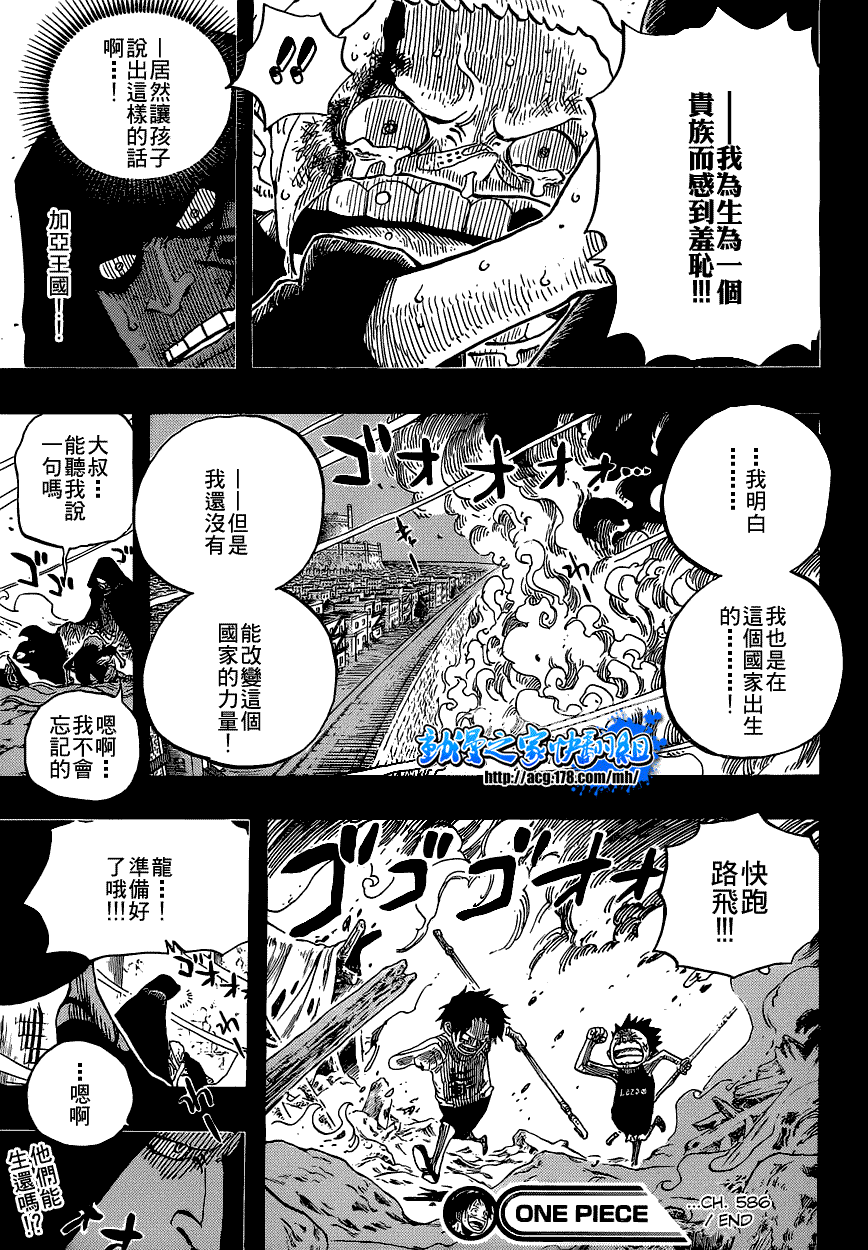 ——我為生為一個
貴族而感到羞恥!!!
—居然讓孩子
說出這樣的話
啊…!
加亞王國!!
…我明白
………
我也是在
這個國家出生
的………!
——但是
我還沒有
能改變這個
國家的力量!
大叔…
能聽我說
一句嗎
嗯啊…
我不會
忘記的
ゴオオオオ
動漫之家快翻組
http://acg.178.com/mh/
快跑
路飛!!!
ゴゴゴオオ
龍…!
準備好
了哦!!!!
…嗯啊
他們能
生還嗎!?
ONE PIECE
...CH. 586
/ END